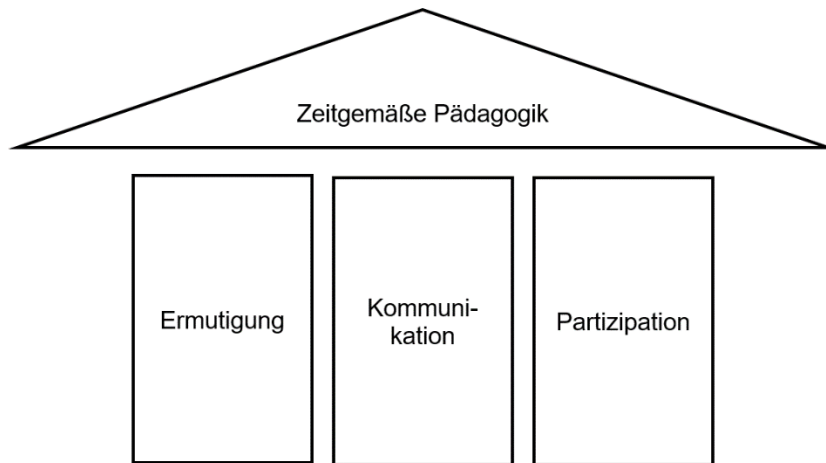 Zeitgemäße Pädagogik
Ermutigung
Kommuni-
kation
Partizipation